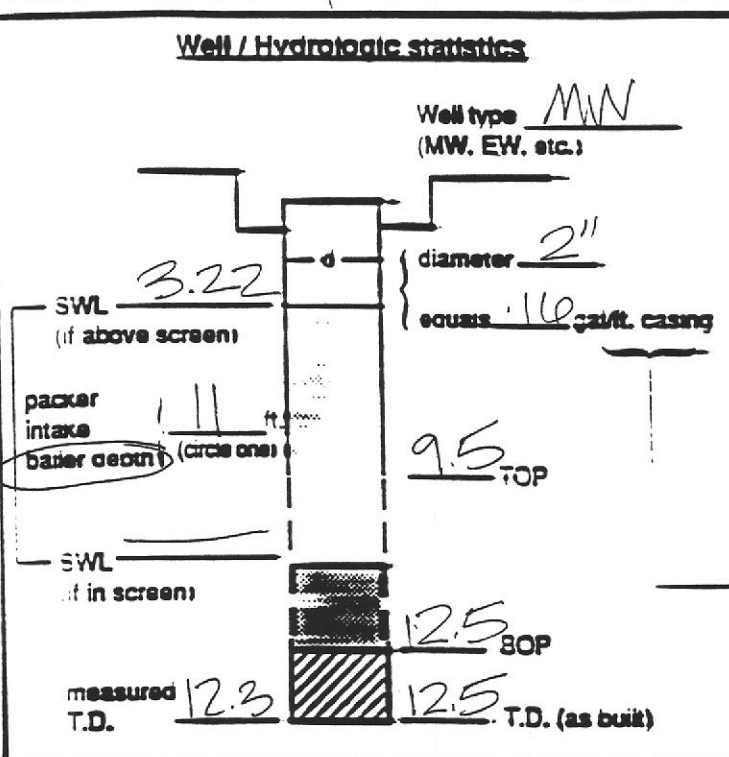 Well / Hydrologic statistics
Well type MW
(MW. EW. etc.)
d
diameter 2"
SWL 3.22
(if above screen)
equals .16 gal/ft. casing
packer
intake 11 ft.
bailer depth (circle one)
9.5 TOP
SWL —
if in screen)
12.5 BOP
measured
T.D. 12.3
12.5 T.D. (as built)